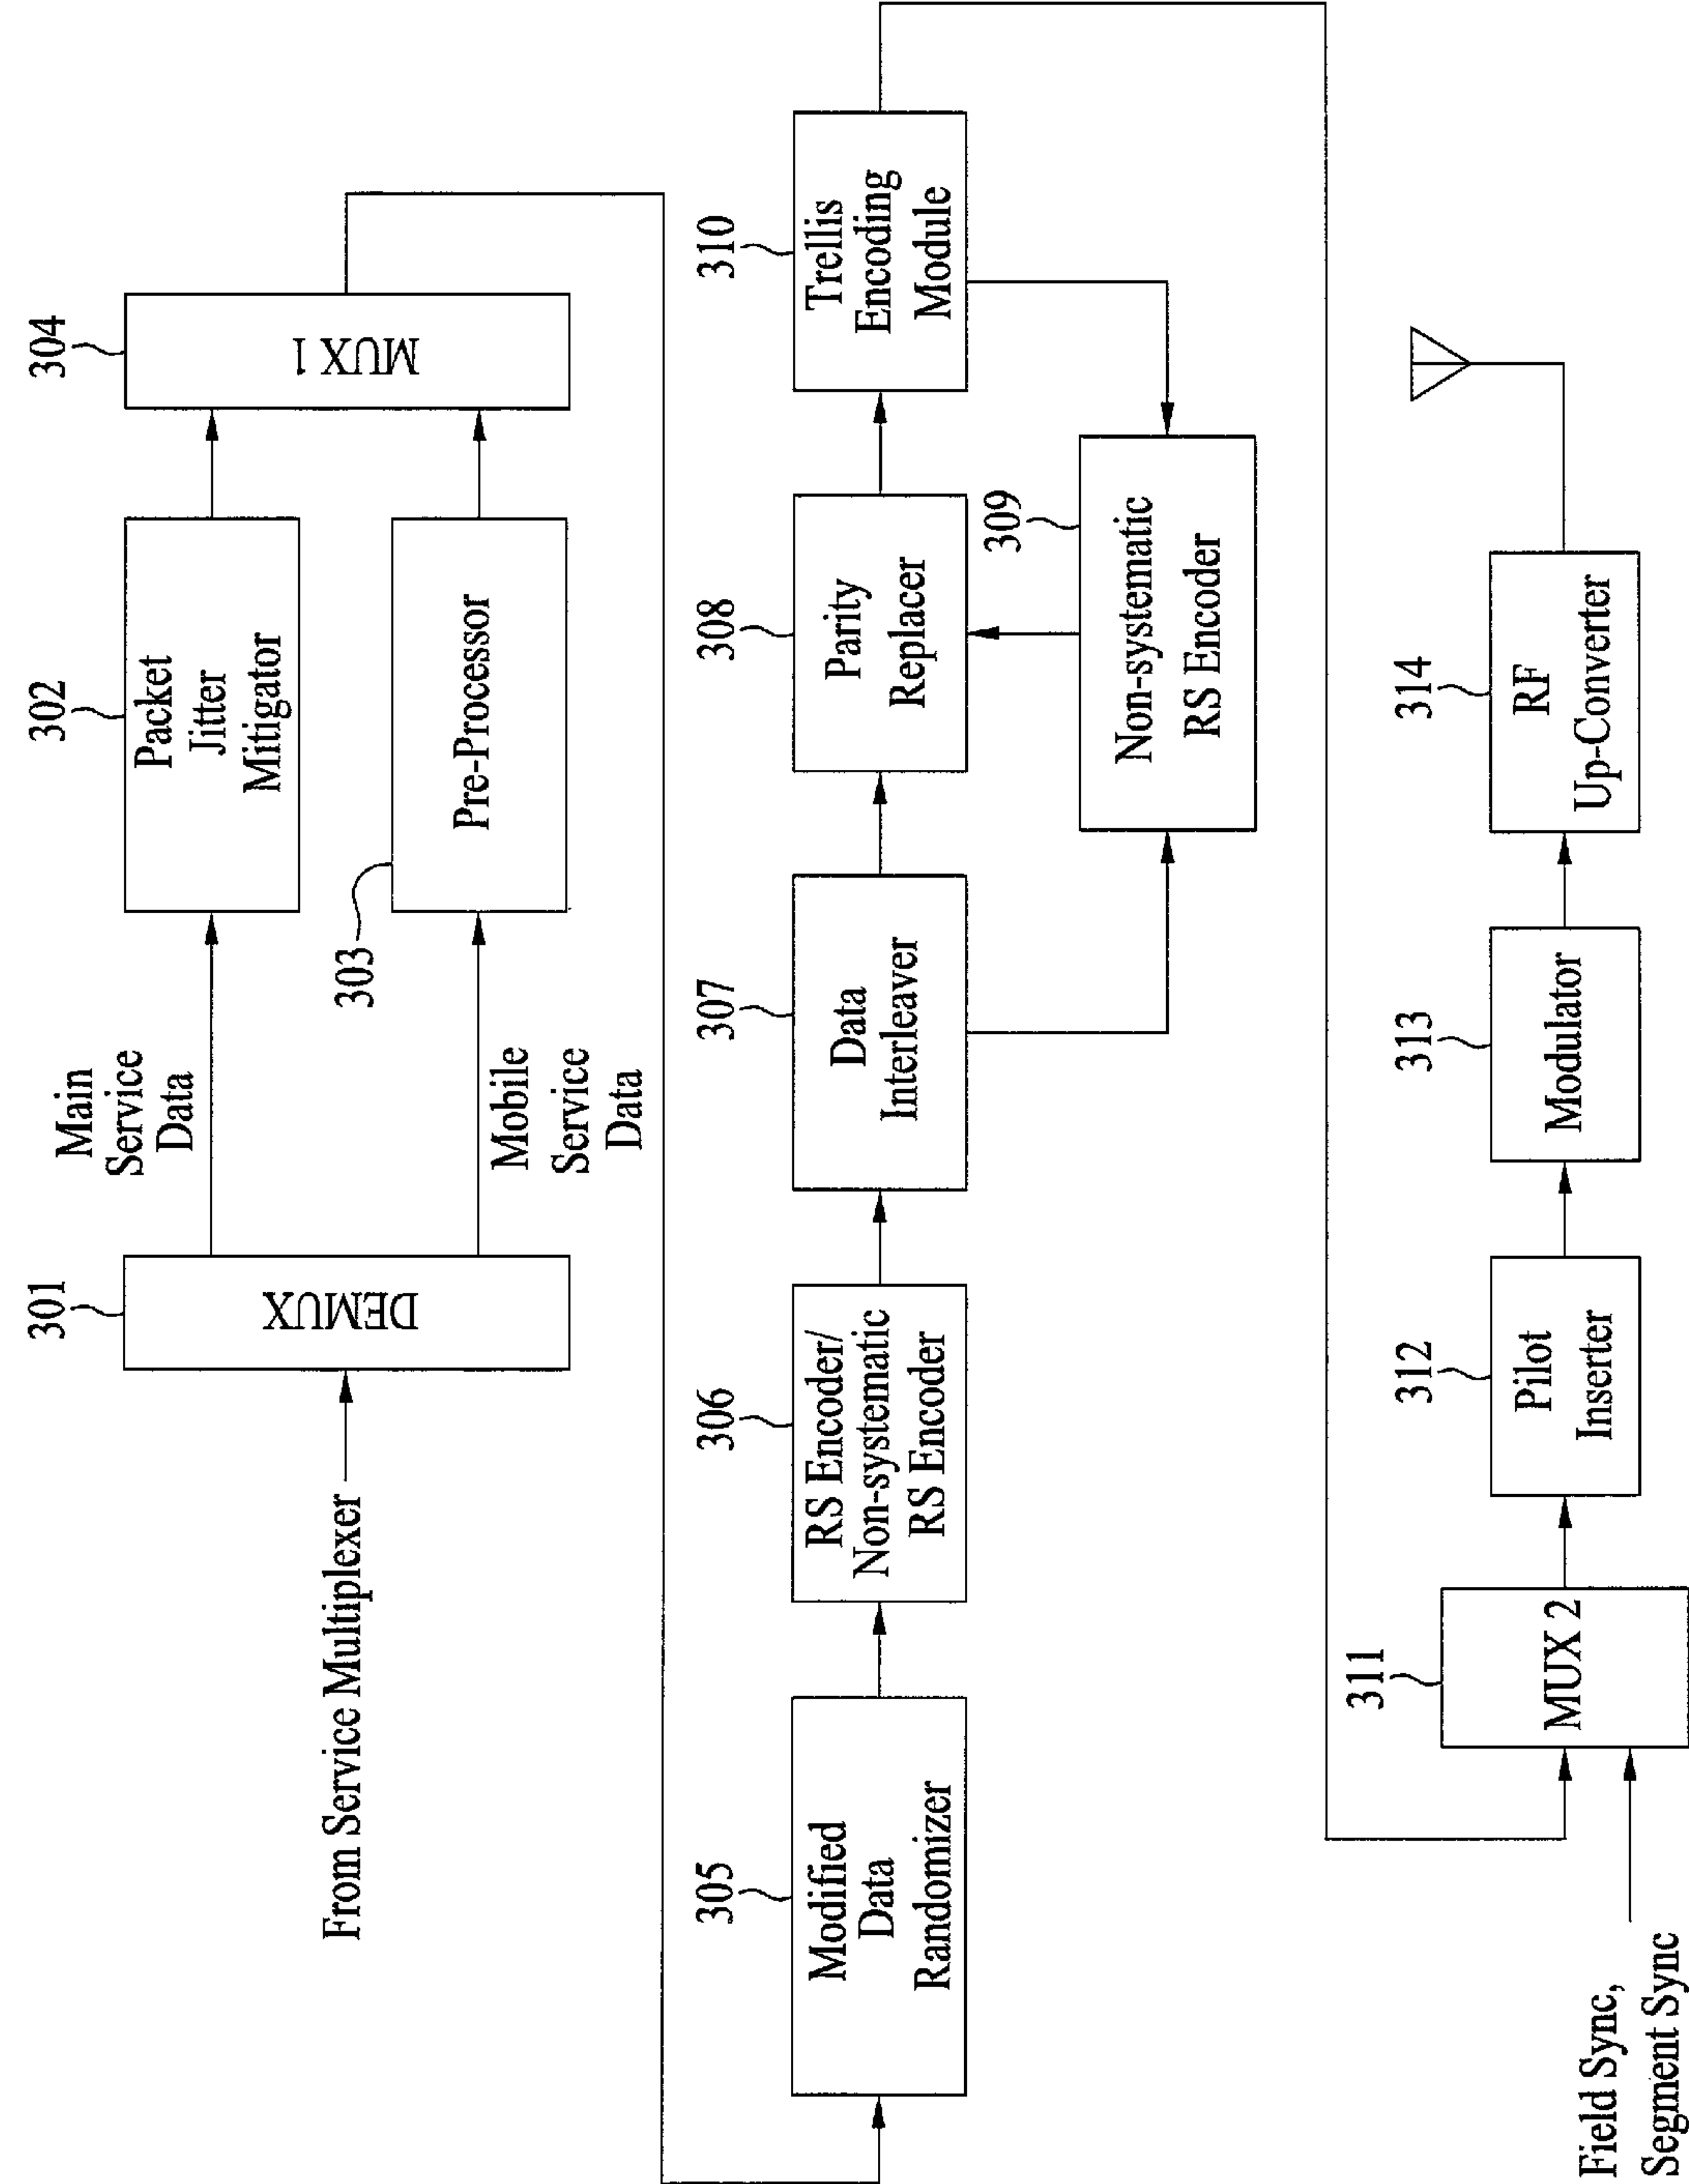 From Service Multiplexer
301
DEMUX
Main
Service
Data
Mobile
Service
Data
302
Packet
Jitter
Mitigator
303
Pre-Processor
304
MUX 1
305
Modified
Data
Randomizer
306
RS Encoder/
Non-systematic
RS Encoder
307
Data
Interleaver
308
Parity
Replacer
309
Non-systematic
RS Encoder
310
Trellis
Encoding
Module
Field Sync,
Segment Sync
311
MUX 2
312
Pilot
Inserter
313
Modulator
314
RF
Up-Converter